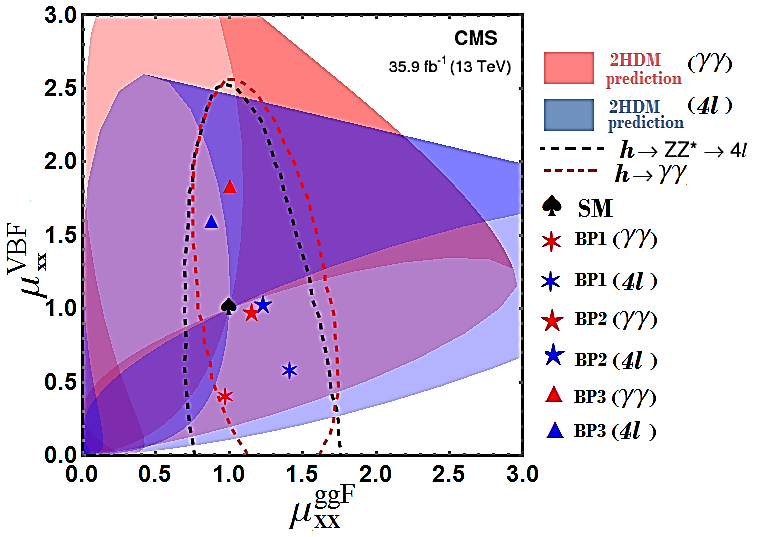 CMS
35.9 fb⁻¹ (13 TeV)
3.0
2.5
2.0
1.5
1.0
0.5
0.0
μ_xx^VBF
0.0 0.5 1.0 1.5 2.0 2.5 3.0
μ_xx^ggF
2HDM (γγ)
prediction
2HDM (4l)
prediction
h → ZZ* → 4l
h → γγ
SM
BP1 (γγ)
BP1 (4l)
BP2 (γγ)
BP2 (4l)
BP3 (γγ)
BP3 (4l)